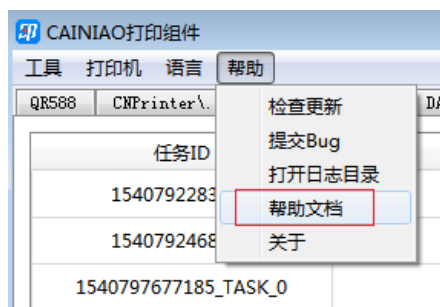 CAINIAO打印组件
工具 打印机 语言 帮助
QR588 CNPrinter\. DA
检查更新
提交Bug
打开日志目录
帮助文档
关于
任务ID
1540792283
1540792468
1540797677185_TASK_0